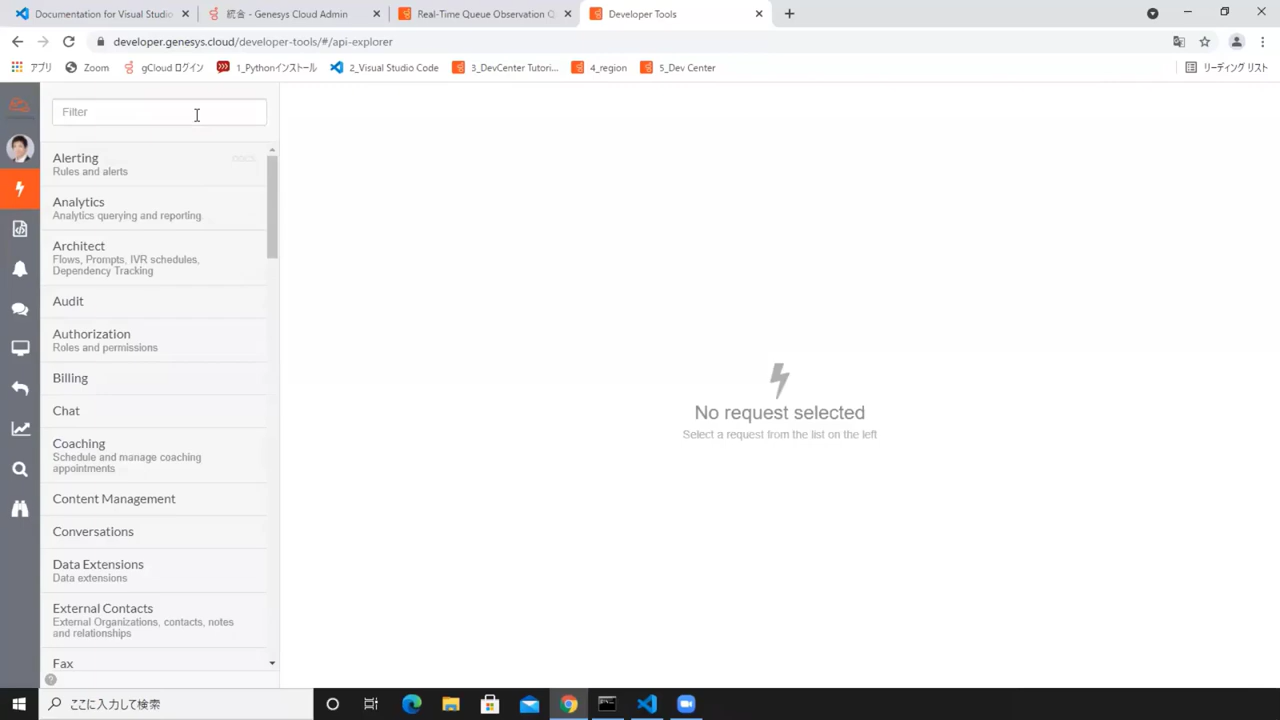 Documentation for Visual Studio
統合 - Genesys Cloud Admin
Real-Time Queue Observation Q
Developer Tools
developer.genesys.cloud/developer-tools/#/api-explorer
アプリ
Zoom
gCloud ログイン
1_Pythonインストール
2_Visual Studio Code
3_DevCenter Tutori...
4_region
5_Dev Center
リーディング リスト
Filter
Alerting
DOCS
Rules and alerts
Analytics
Analytics querying and reporting
Architect
Flows, Prompts, IVR schedules,
Dependency Tracking
Audit
Authorization
Roles and permissions
Billing
Chat
Coaching
Schedule and manage coaching
appointments
Content Management
Conversations
Data Extensions
Data extensions
External Contacts
External Organizations, contacts, notes
and relationships
Fax
No request selected
Select a request from the list on the left
ここに入力して検索